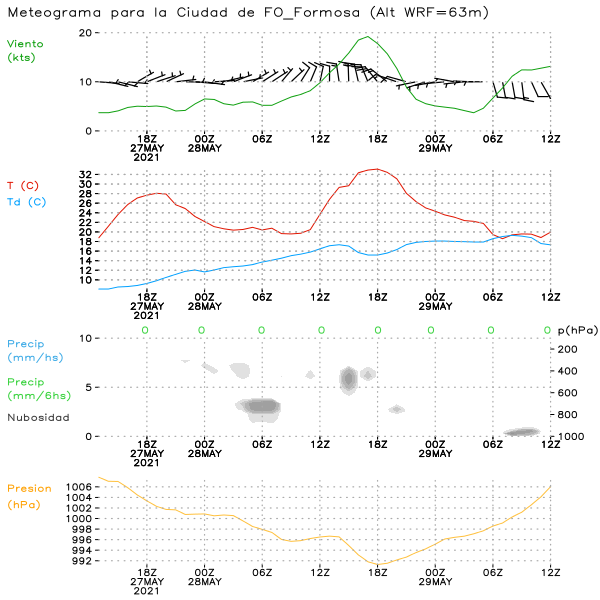 Meteograma para la Ciudad de FO_Formosa (Alt WRF=63m)
Viento
(kts)
20
10
0
18Z 00Z 06Z 12Z 18Z 00Z 06Z 12Z
27MAY 28MAY 29MAY
2021
T (C)
Td (C)
32
30
28
26
24
22
20
18
16
14
12
10
18Z 00Z 06Z 12Z 18Z 00Z 06Z 12Z
27MAY 28MAY 29MAY
2021
0 0 0 0 0 0 0 0 p(hPa)
Precip
(mm/hs)
Precip
(mm/6hs)
Nubosidad
10
5
0
200
400
600
800
1000
18Z 00Z 06Z 12Z 18Z 00Z 06Z 12Z
27MAY 28MAY 29MAY
2021
Presion
(hPa)
1006
1004
1002
1000
998
996
994
992
18Z 00Z 06Z 12Z 18Z 00Z 06Z 12Z
27MAY 28MAY 29MAY
2021